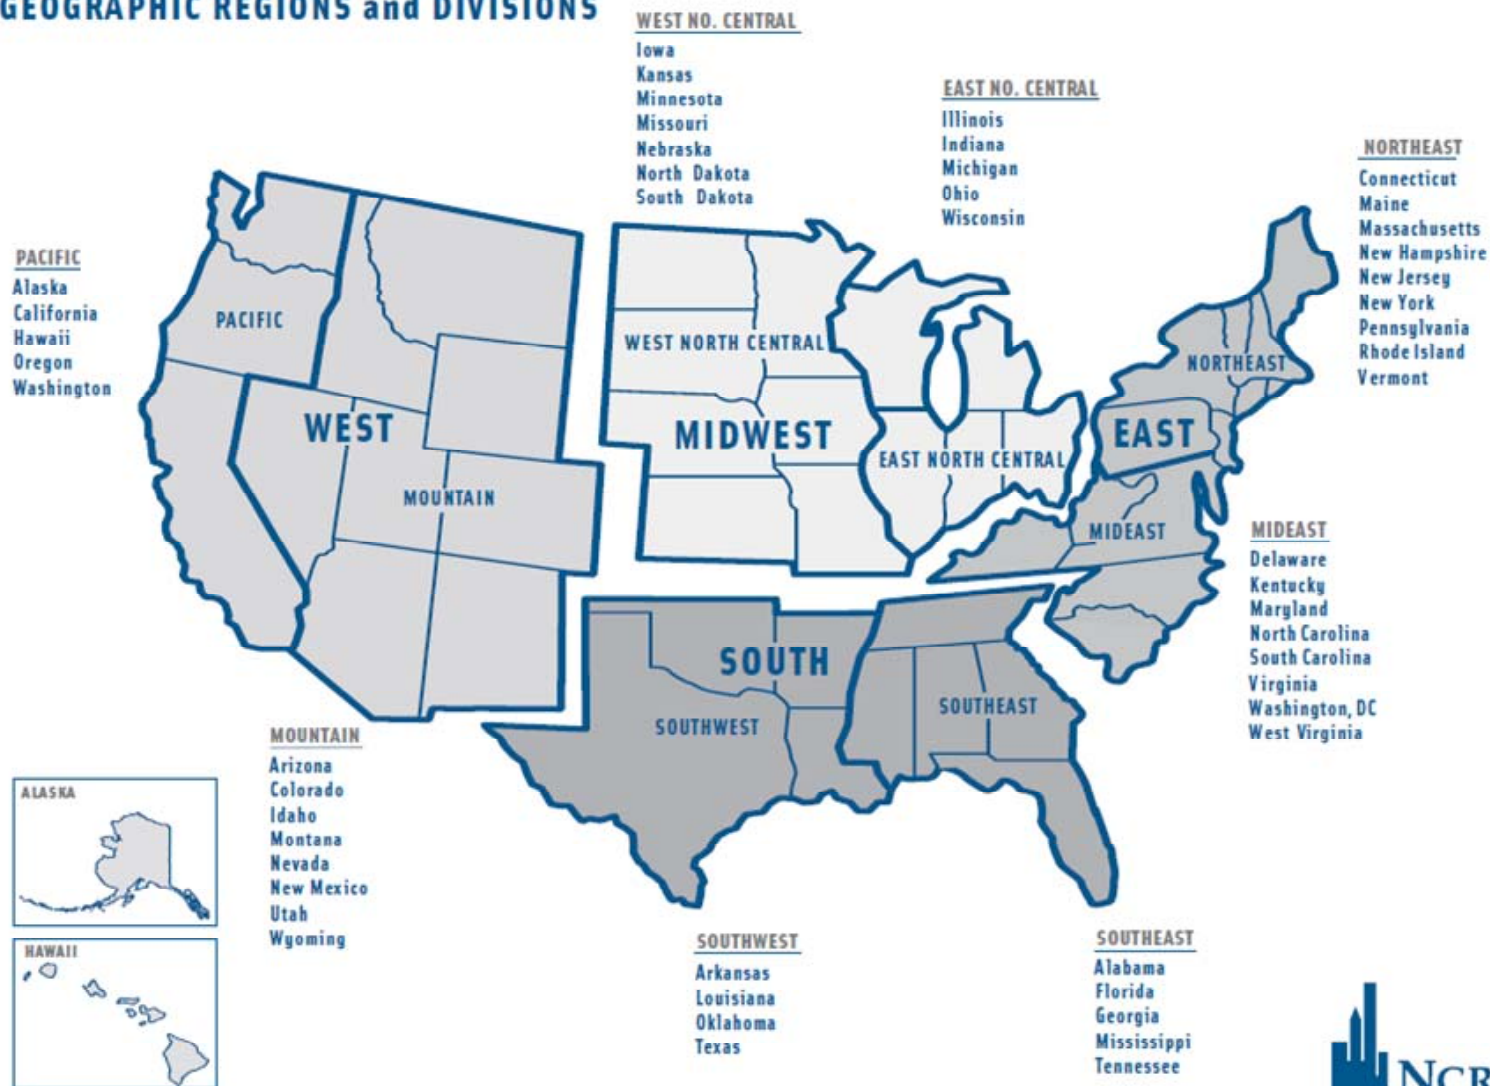 GEOGRAPHIC REGIONS and DIVISIONS
WEST NO. CENTRAL
Iowa
Kansas
Minnesota
Missouri
Nebraska
North Dakota
South Dakota
EAST NO. CENTRAL
Illinois
Indiana
Michigan
Ohio
Wisconsin
NORTHEAST
Connecticut
Maine
Massachusetts
New Hampshire
New Jersey
New York
Pennsylvania
Rhode Island
Vermont
PACIFIC
Alaska
California
Hawaii
Oregon
Washington
PACIFIC
WEST
MOUNTAIN
WEST NORTH CENTRAL
MIDWEST
EAST NORTH CENTRAL
NORTHEAST
EAST
MIDEAST
SOUTH
SOUTHWEST
SOUTHEAST
MIDEAST
Delaware
Kentucky
Maryland
North Carolina
South Carolina
Virginia
Washington, DC
West Virginia
MOUNTAIN
Arizona
Colorado
Idaho
Montana
Nevada
New Mexico
Utah
Wyoming
ALASKA
HAWAII
SOUTHWEST
Arkansas
Louisiana
Oklahoma
Texas
SOUTHEAST
Alabama
Florida
Georgia
Mississippi
Tennessee
NCR